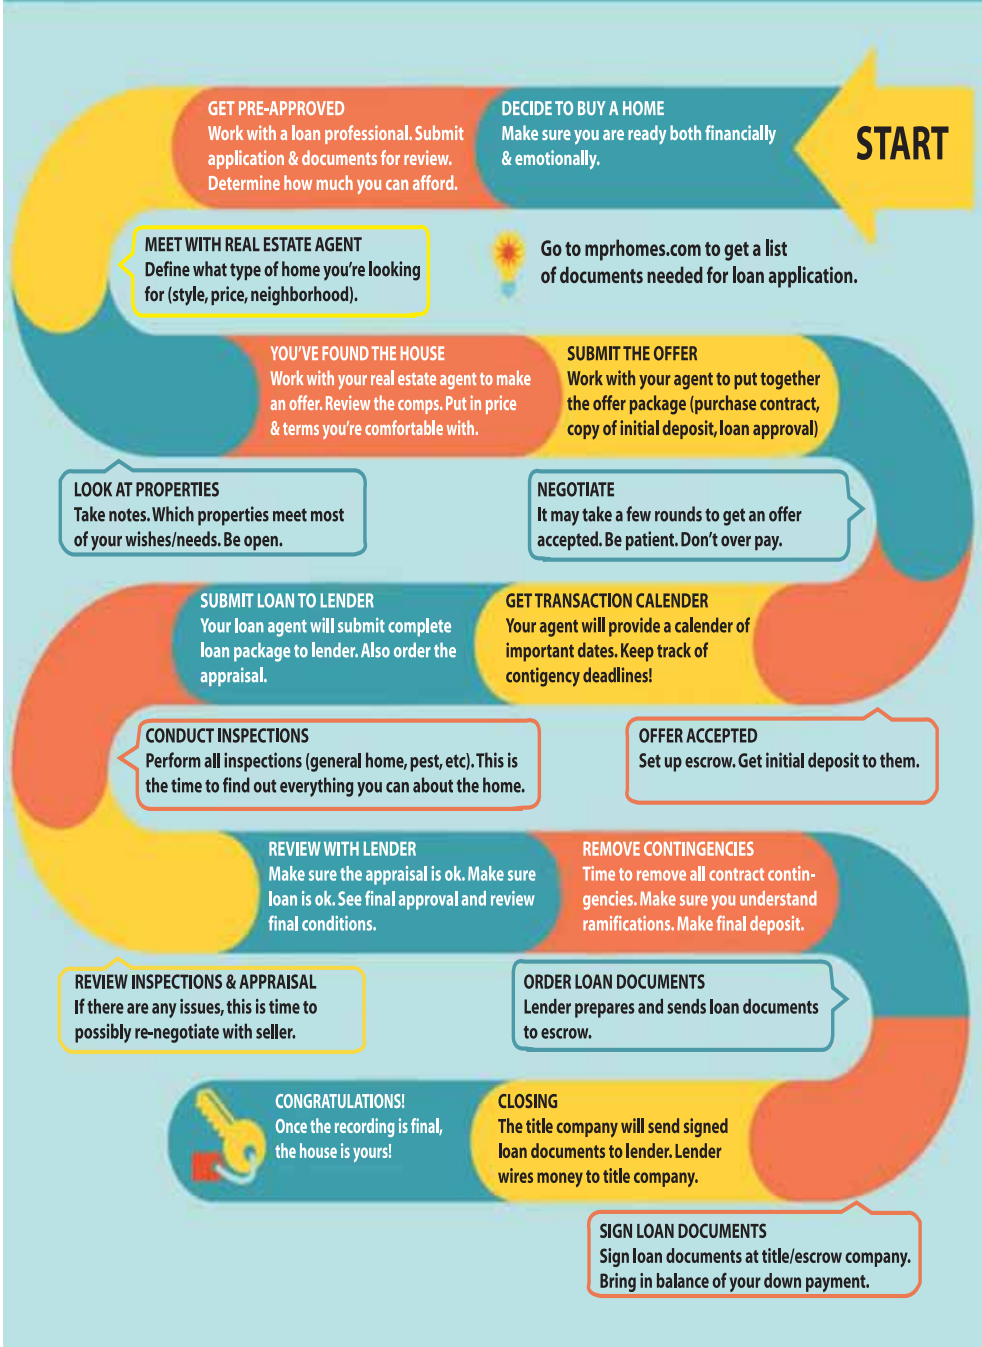 START
DECIDE TO BUY A HOME
Make sure you are ready both financially
& emotionally.
GET PRE-APPROVED
Work with a loan professional. Submit
application & documents for review.
Determine how much you can afford.
MEET WITH REAL ESTATE AGENT
Define what type of home you're looking
for (style, price, neighborhood).
Go to mprhomes.com to get a list
of documents needed for loan application.
LOOK AT PROPERTIES
Take notes. Which properties meet most
of your wishes/needs. Be open.
YOU'VE FOUND THE HOUSE
Work with your real estate agent to make
an offer. Review the comps. Put in price
& terms you're comfortable with.
SUBMIT THE OFFER
Work with your agent to put together
the offer package (purchase contract,
copy of initial deposit, loan approval)
NEGOTIATE
It may take a few rounds to get an offer
accepted. Be patient. Don't over pay.
OFFER ACCEPTED
Set up escrow. Get initial deposit to them.
GET TRANSACTION CALENDER
Your agent will provide a calender of
important dates. Keep track of
contigency deadlines!
SUBMIT LOAN TO LENDER
Your loan agent will submit complete
loan package to lender. Also order the
appraisal.
CONDUCT INSPECTIONS
Perform all inspections (general home, pest, etc). This is
the time to find out everything you can about the home.
REVIEW INSPECTIONS & APPRAISAL
If there are any issues, this is time to
possibly re-negotiate with seller.
REVIEW WITH LENDER
Make sure the appraisal is ok. Make sure
loan is ok. See final approval and review
final conditions.
REMOVE CONTINGENCIES
Time to remove all contract contin-
gencies. Make sure you understand
ramifications. Make final deposit.
ORDER LOAN DOCUMENTS
Lender prepares and sends loan documents
to escrow.
SIGN LOAN DOCUMENTS
Sign loan documents at title/escrow company.
Bring in balance of your down payment.
CLOSING
The title company will send signed
loan documents to lender. Lender
wires money to title company.
CONGRATULATIONS!
Once the recording is final,
the house is yours!